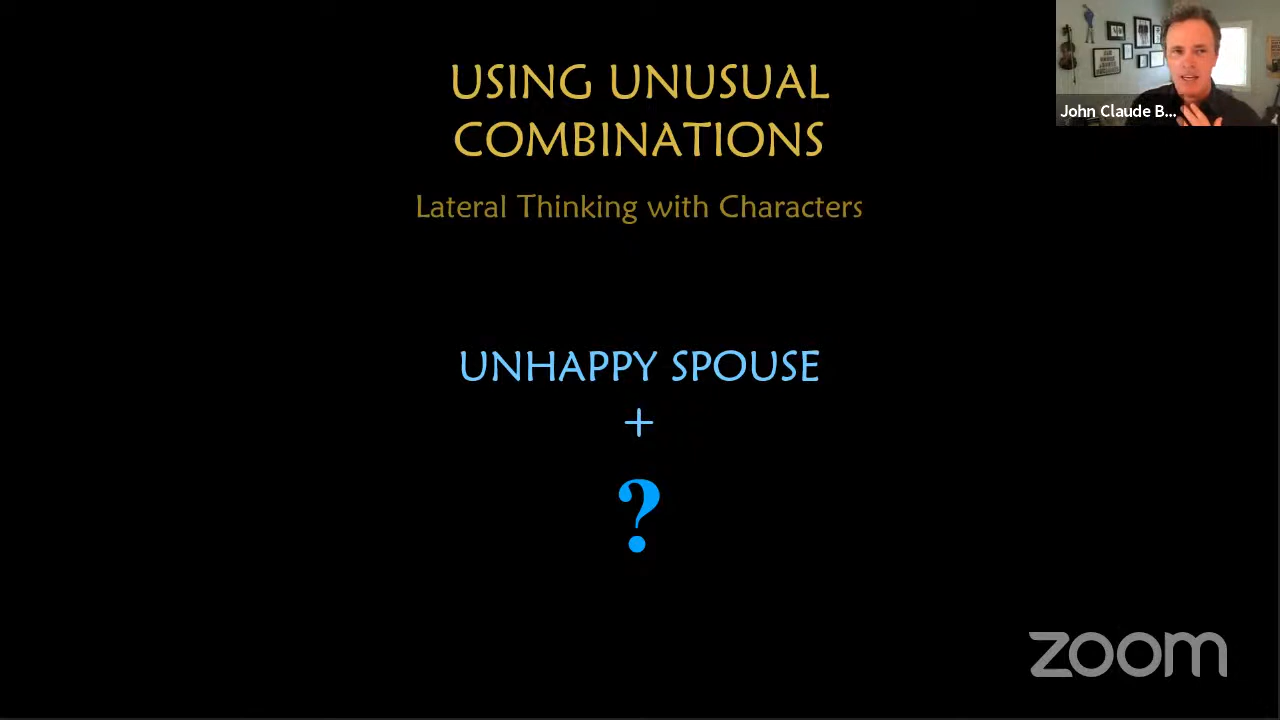 USING UNUSUAL
COMBINATIONS
Lateral Thinking with Characters
UNHAPPY SPOUSE
+
?
John Claude B...
zoom